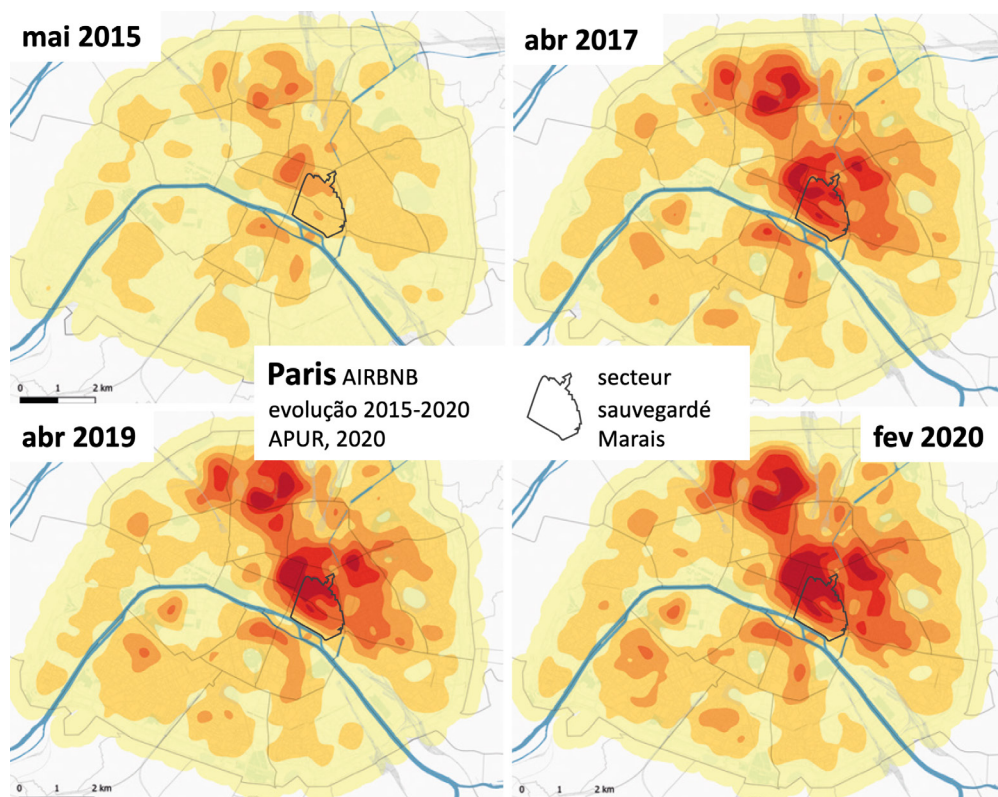 mai 2015
abr 2017
0 1 2 km
Paris AIRBNB
evolução 2015-2020
APUR, 2020
secteur
sauvegardé
Marais
abr 2019
fev 2020
0 1 2 km
0 1 2 km